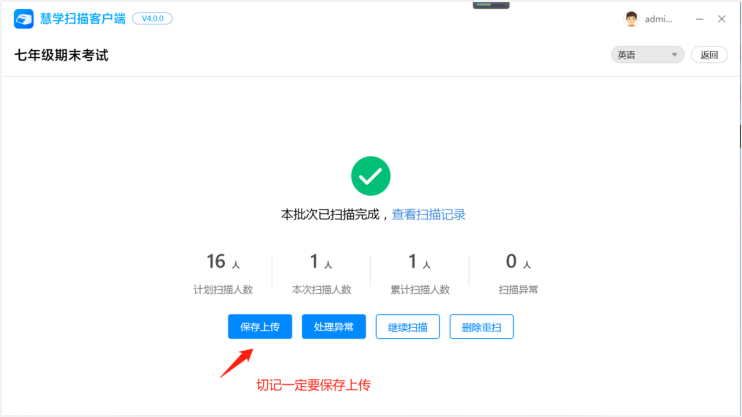 慧学扫描客户端 V4.0.0 admi...
七年级期末考试 英语 返回
本批次已扫描完成，查看扫描记录
16 人 1 人 1 人 0 人
计划扫描人数 本次扫描人数 累计扫描人数 扫描异常
保存上传 处理异常 继续扫描 删除重扫
切记一定要保存上传